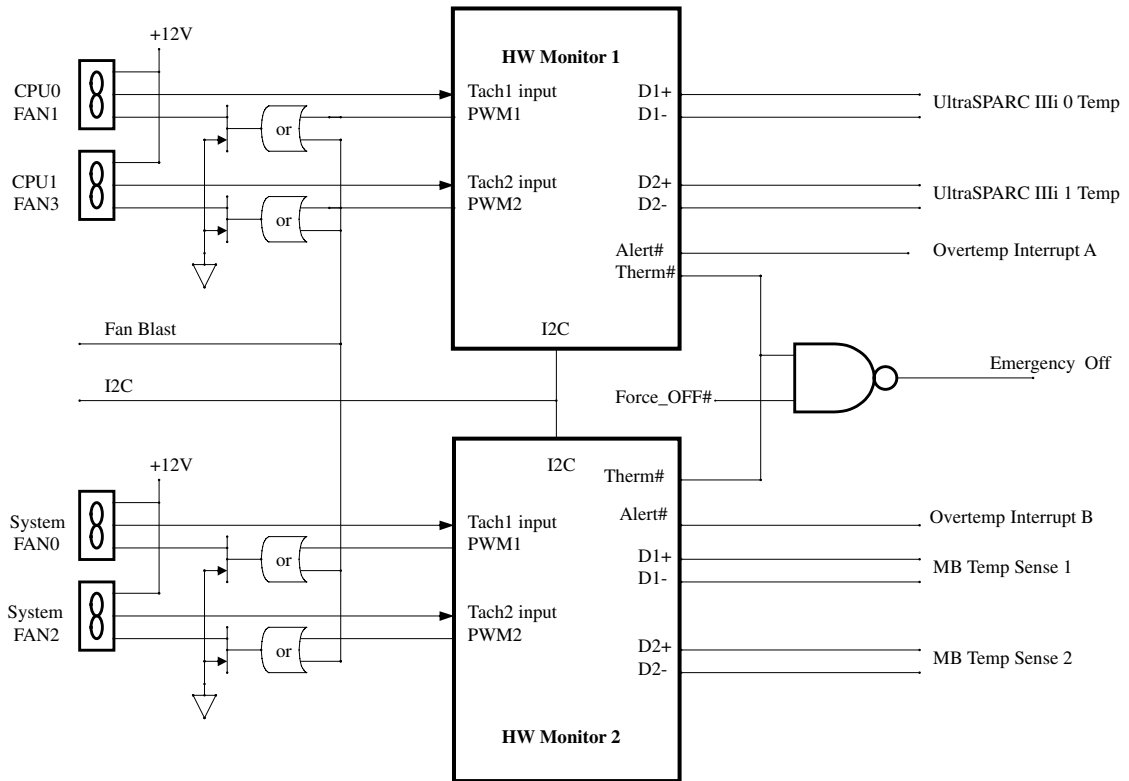 +12V
HW Monitor 1
CPU0
FAN1
Tach1 input
PWM1
or
D1+
D1-
UltraSPARC IIIi 0 Temp
CPU1
FAN3
Tach2 input
PWM2
or
D2+
D2-
UltraSPARC IIIi 1 Temp
Alert#
Overtemp Interrupt A
Therm#
Fan Blast
I2C
I2C
Force_OFF#
Emergency Off
+12V
I2C
Therm#
System
FAN0
Tach1 input
PWM1
or
Alert#
Overtemp Interrupt B
D1+
D1-
MB Temp Sense 1
System
FAN2
Tach2 input
PWM2
or
D2+
D2-
MB Temp Sense 2
HW Monitor 2